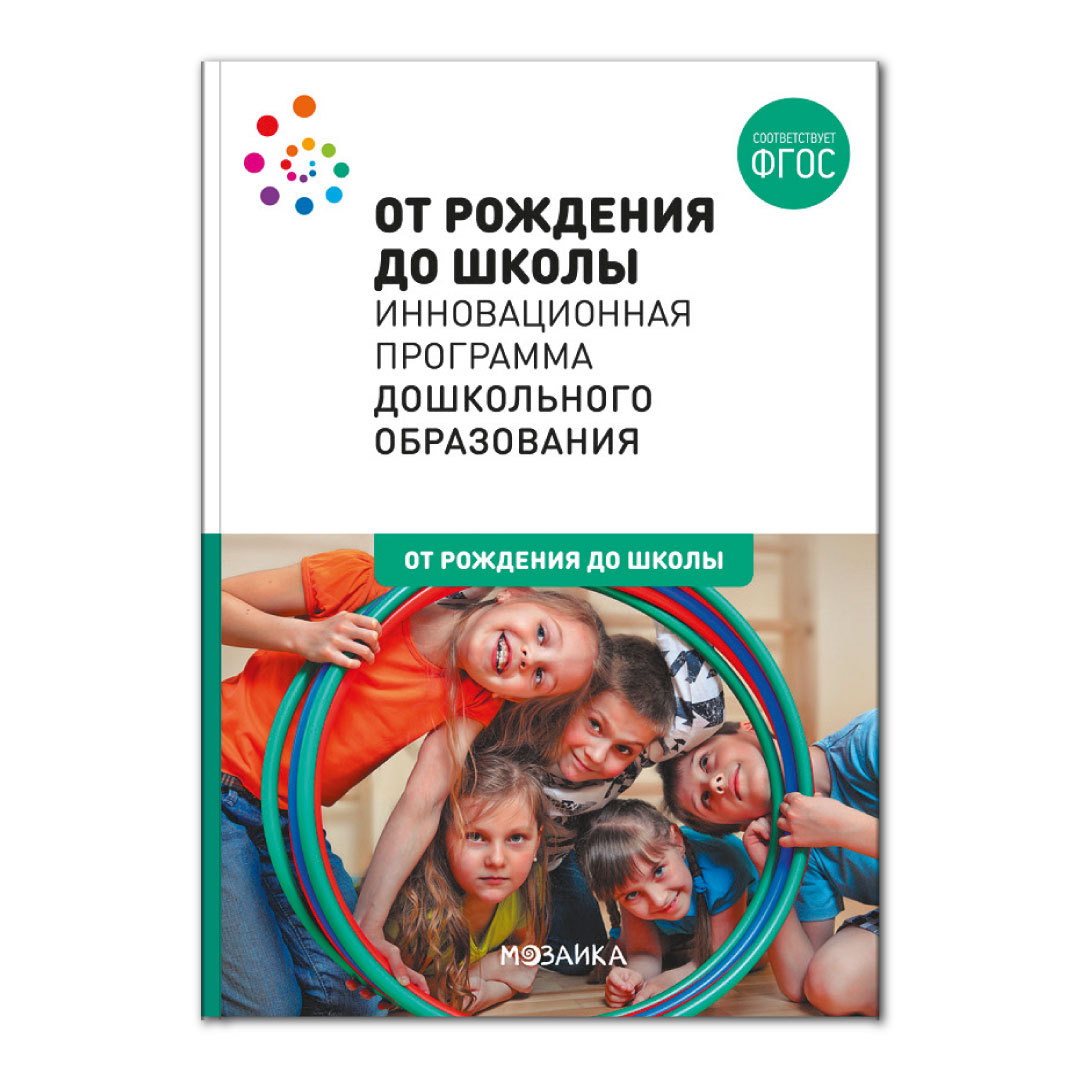 СООТВЕТСТВУЕТ
ФГОС
ОТ РОЖДЕНИЯ
ДО ШКОЛЫ
ИННОВАЦИОННАЯ
ПРОГРАММА
ДОШКОЛЬНОГО
ОБРАЗОВАНИЯ
ОТ РОЖДЕНИЯ ДО ШКОЛЫ
МОЗАИКА